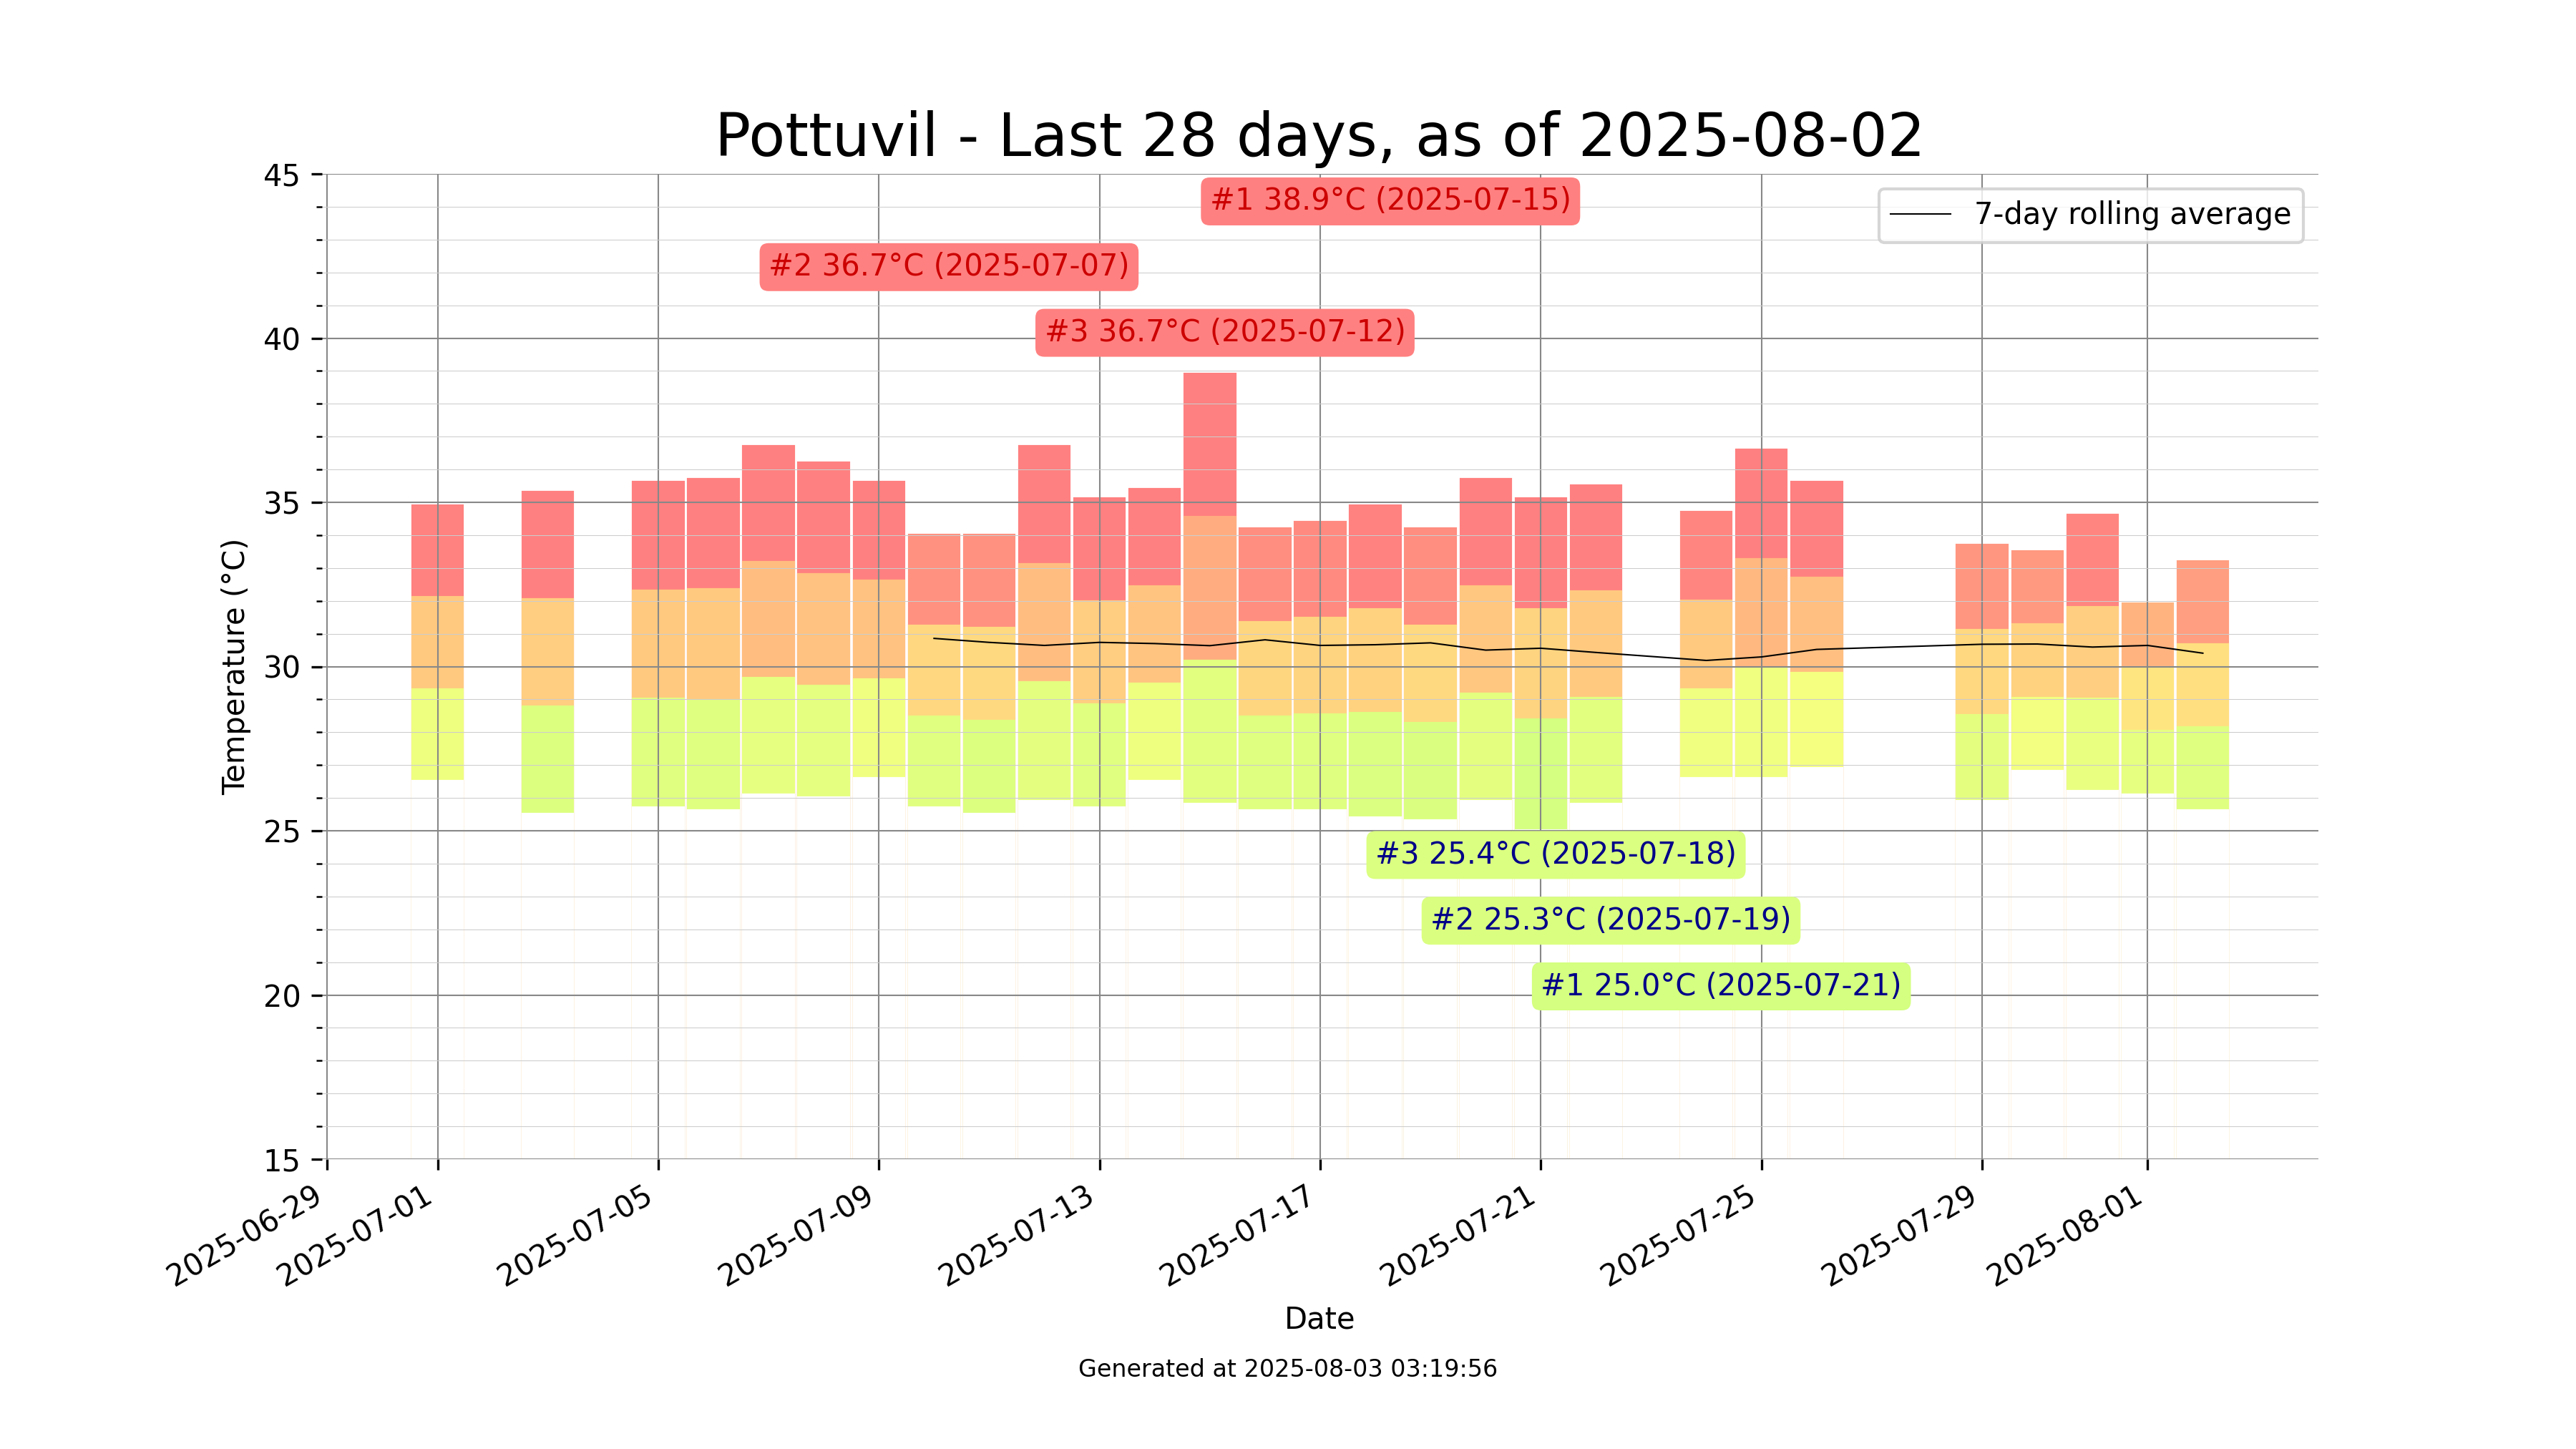 Pottuvil - Last 28 days, as of 2025-08-02
45
40
35
30
25
20
15
Temperature (°C)
#1 38.9°C (2025-07-15)
#2 36.7°C (2025-07-07)
#3 36.7°C (2025-07-12)
7-day rolling average
#3 25.4°C (2025-07-18)
#2 25.3°C (2025-07-19)
#1 25.0°C (2025-07-21)
2025-06-29
2025-07-01
2025-07-05
2025-07-09
2025-07-13
2025-07-17
2025-07-21
2025-07-25
2025-07-29
2025-08-01
Date
Generated at 2025-08-03 03:19:56